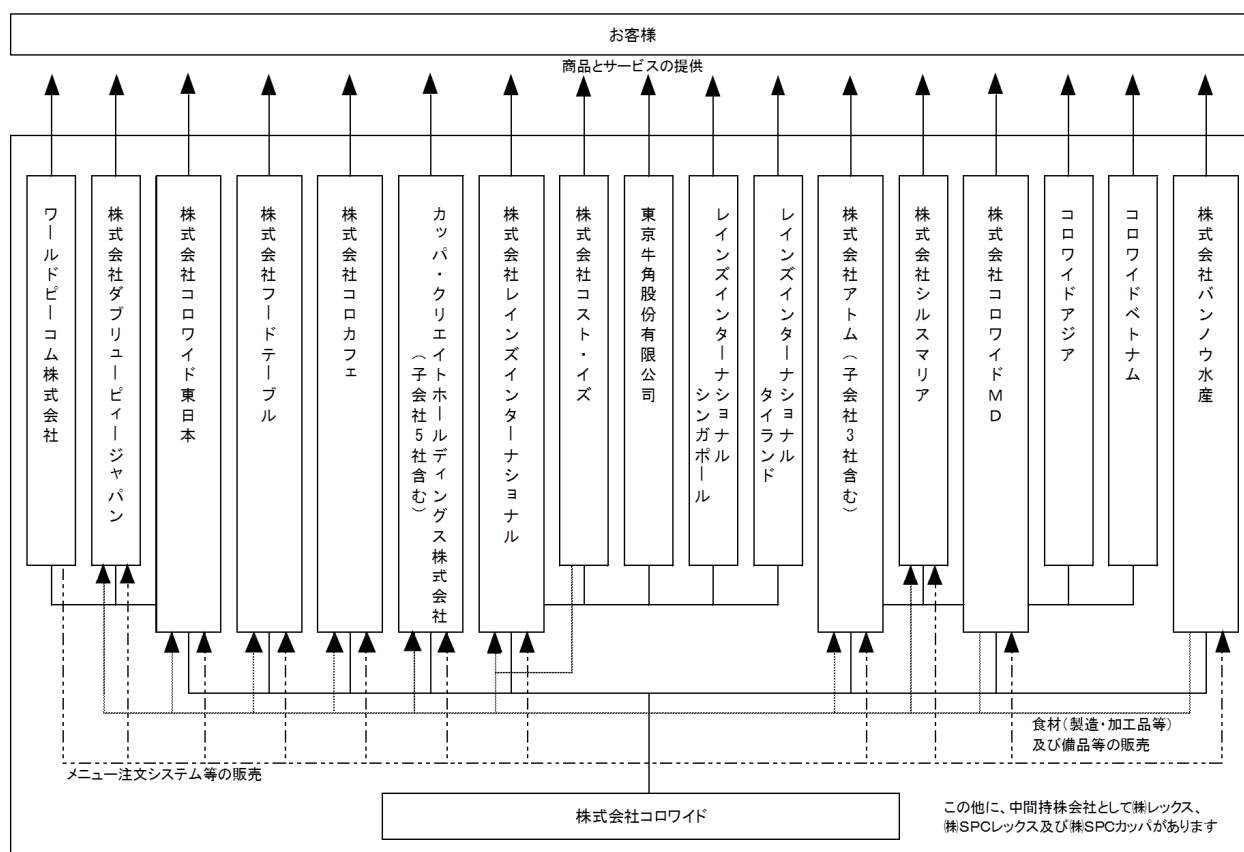 お客様
商品とサービスの提供
ワールドピーコム株式会社
株式会社ダブリューピィージャパン
株式会社コロワイド東日本
株式会社フードテーブル
株式会社コロカフェ
カッパ・クリエイトホールディングス株式会社
（子会社5社含む）
株式会社レインズインターナショナル
株式会社コスト・イズ
東京牛角股份有限公司
レインズインターナショナル
シンガポール
レインズインターナショナル
タイランド
株式会社アトム（子会社3社含む）
株式会社シルスマリア
株式会社コロワイドMD
コロワイドアジア
コロワイドベトナム
株式会社バンノウ水産
食材（製造・加工品等）
及び備品等の販売
メニュー注文システム等の販売
株式会社コロワイド
この他に、中間持株会社として㈱レックス、
㈱SPCレックス及び㈱SPCカッパがあります